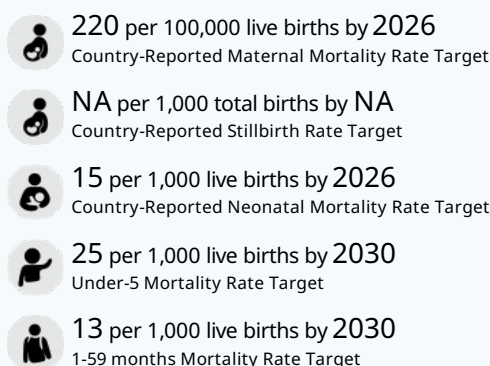 220 per 100,000 live births by 2026
Country-Reported Maternal Mortality Rate Target
NA per 1,000 total births by NA
Country-Reported Stillbirth Rate Target
15 per 1,000 live births by 2026
Country-Reported Neonatal Mortality Rate Target
25 per 1,000 live births by 2030
Under-5 Mortality Rate Target
13 per 1,000 live births by 2030
1-59 months Mortality Rate Target